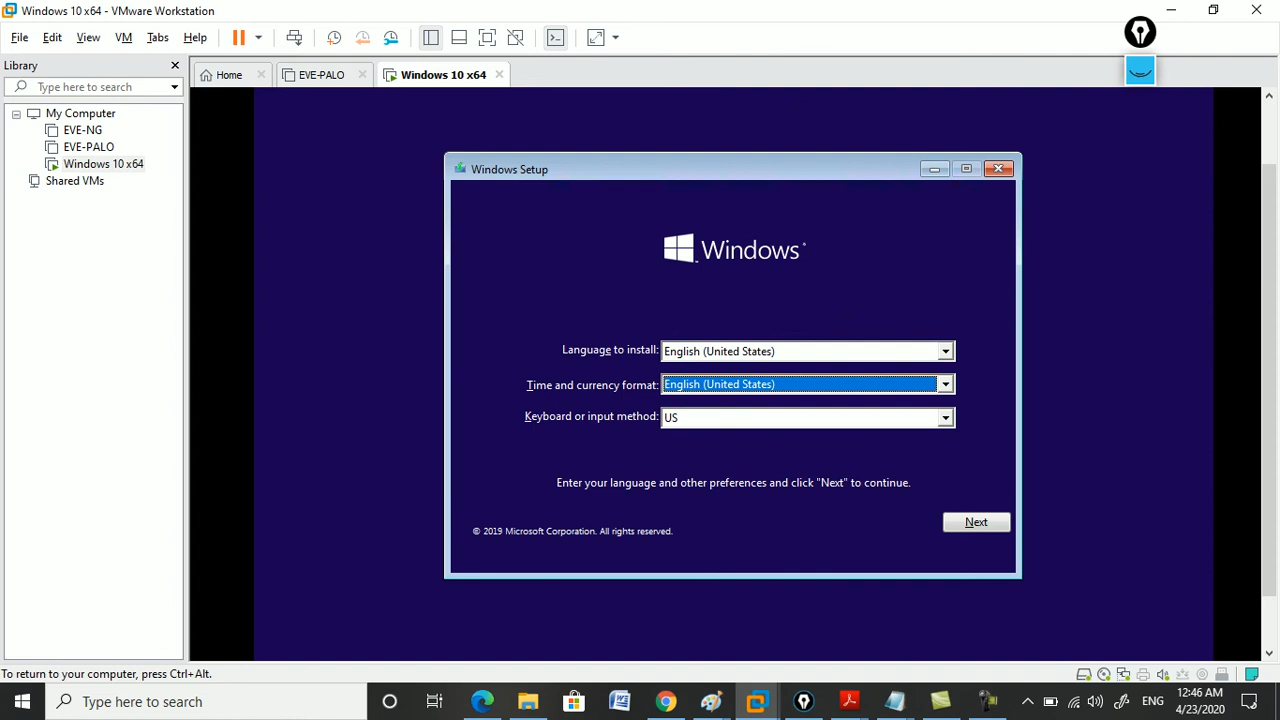 Windows 10 x64 - VMware Workstation
File Edit View VM Tabs Help
Library
Type here to search
My Computer
EVE-NG
EVE-PALO
Windows 10 x64
Shared VMs
Home EVE-PALO Windows 10 x64
Windows Setup
Windows
Language to install: English (United States)
Time and currency format: English (United States)
Keyboard or input method: US
Enter your language and other preferences and click "Next" to continue.
© 2019 Microsoft Corporation. All rights reserved.
Next
To return to your computer, press Ctrl+Alt.
Type here to search
ENG
12:46 AM
4/23/2020